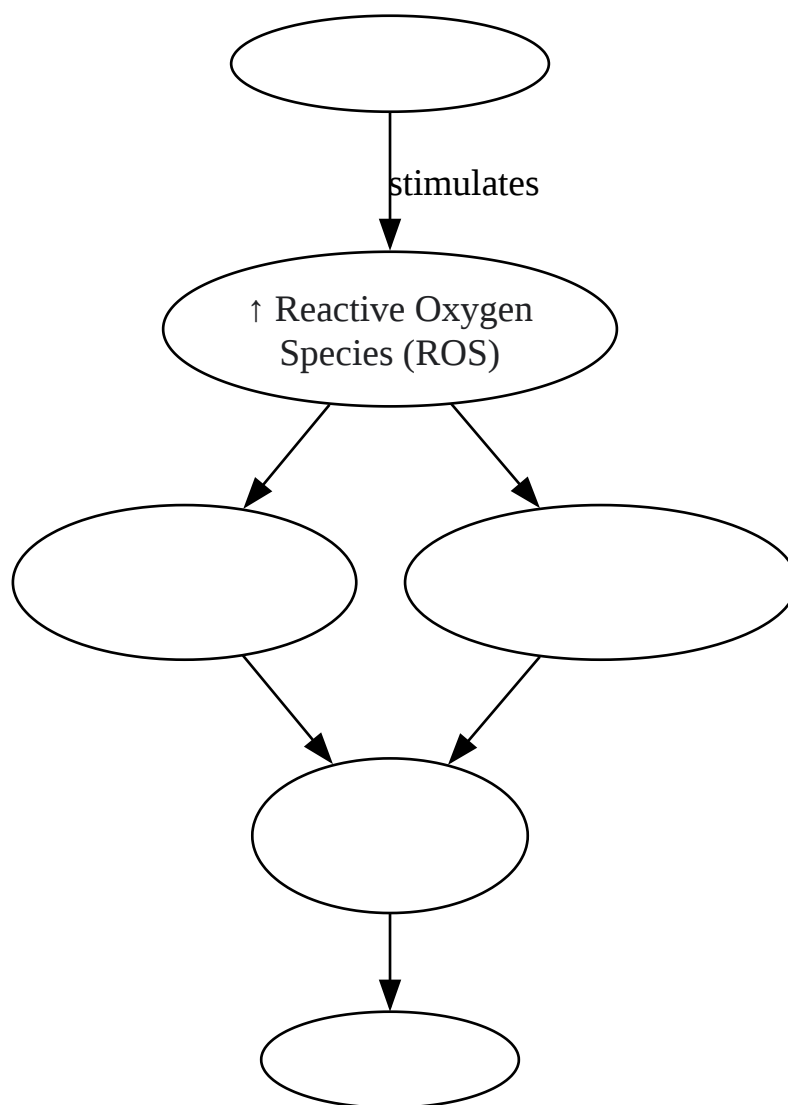 stimulates
↑ Reactive Oxygen
Species (ROS)